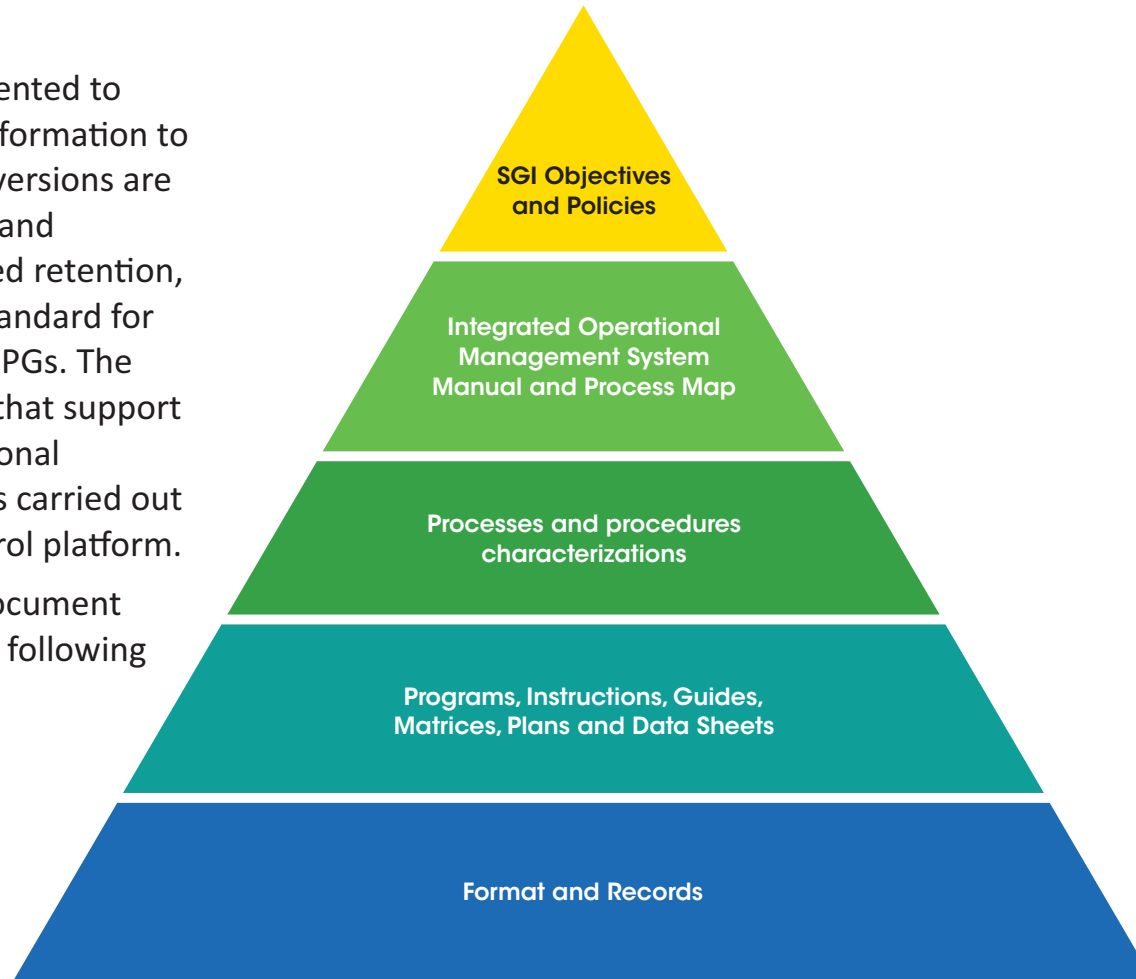 ented to
formation to
versions are
and
ed retention,
andard for
PGs. The
that support
onal
s carried out
rol platform.
ocument
following
SGI Objectives
and Policies
Integrated Operational
Management System
Manual and Process Map
Processes and procedures
characterizations
Programs, Instructions, Guides,
Matrices, Plans and Data Sheets
Format and Records